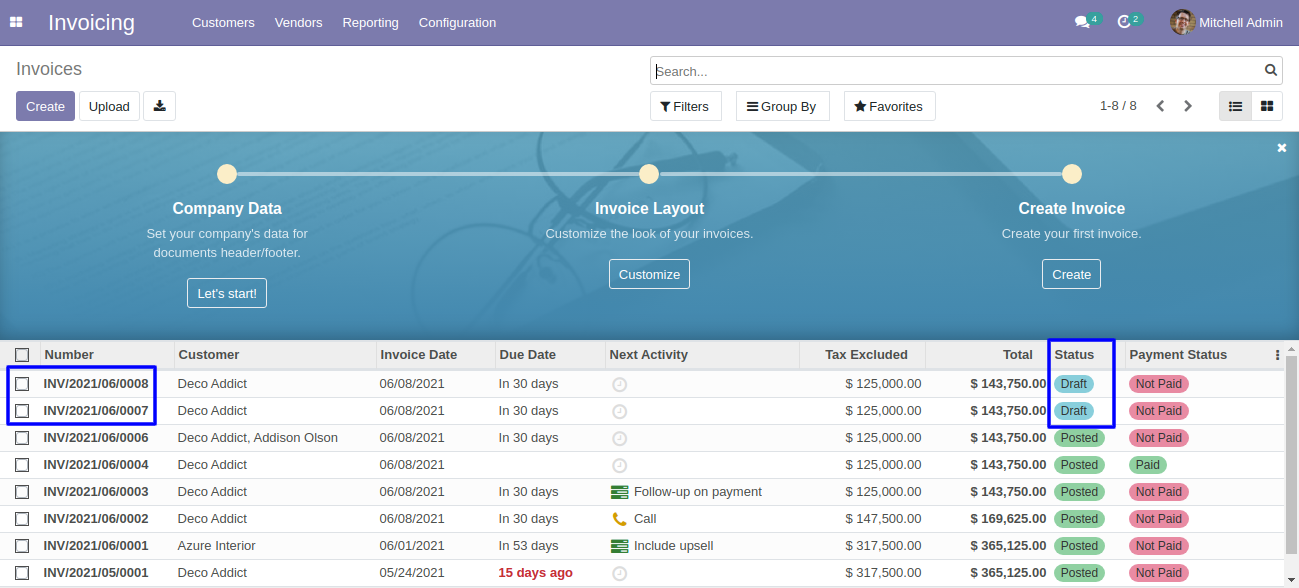 Invoicing Customers Vendors Reporting Configuration 4 2 Mitchell Admin
Invoices Search...
Create Upload Filters Group By Favorites 1-8 / 8
Company Data Invoice Layout Create Invoice
Set your company's data for Customize the look of your invoices. Create your first invoice.
documents header/footer.
Customize Create
Let's start!
Number Customer Invoice Date Due Date Next Activity Tax Excluded Total Status Payment Status
INV/2021/06/0008 Deco Addict 06/08/2021 In 30 days $ 125,000.00 $ 143,750.00 Draft Not Paid
INV/2021/06/0007 Deco Addict 06/08/2021 In 30 days $ 125,000.00 $ 143,750.00 Draft Not Paid
INV/2021/06/0006 Deco Addict, Addison Olson 06/08/2021 In 30 days $ 125,000.00 $ 143,750.00 Posted Not Paid
INV/2021/06/0004 Deco Addict 06/08/2021 $ 125,000.00 $ 143,750.00 Posted Paid
INV/2021/06/0003 Deco Addict 06/08/2021 In 30 days Follow-up on payment $ 125,000.00 $ 143,750.00 Posted Not Paid
INV/2021/06/0002 Deco Addict 06/08/2021 In 30 days Call $ 147,500.00 $ 169,625.00 Posted Not Paid
INV/2021/06/0001 Azure Interior 06/01/2021 In 53 days Include upsell $ 317,500.00 $ 365,125.00 Posted Not Paid
INV/2021/05/0001 Deco Addict 05/24/2021 15 days ago $ 317,500.00 $ 365,125.00 Posted Not Paid